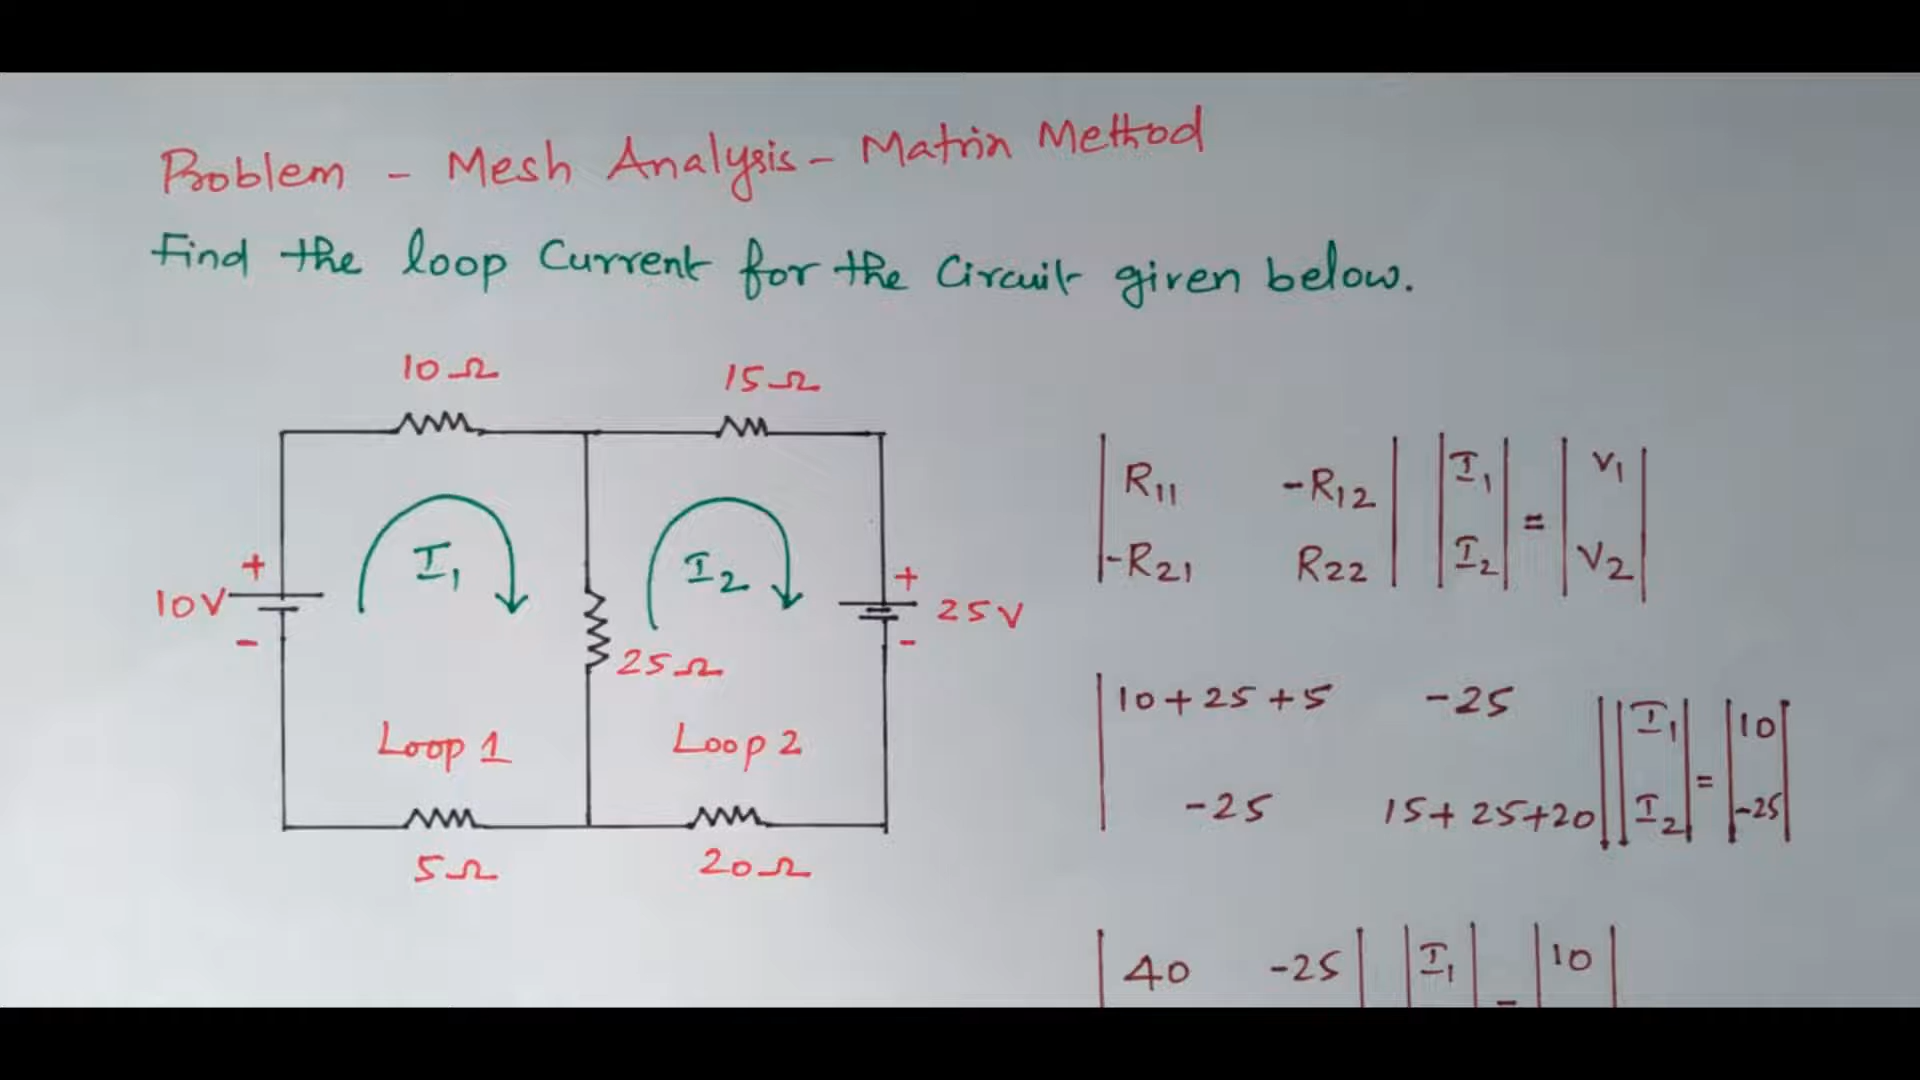 Problem - Mesh Analysis - Matrix Method
Find the loop Current for the Circuit given below.
10Ω 15Ω
I1 I2
+ +
10V 25V
- -
25Ω
Loop 1 Loop 2
5Ω 20Ω
| R11 -R12 | | I1 | = | V1 |
| -R21 R22 | | I2 | | V2 |
| 10+25+5 -25 | | I1 | = | 10 |
| -25 15+25+20 | | I2 | | -25 |
| 40 -25 | | I1 | = | 10 |